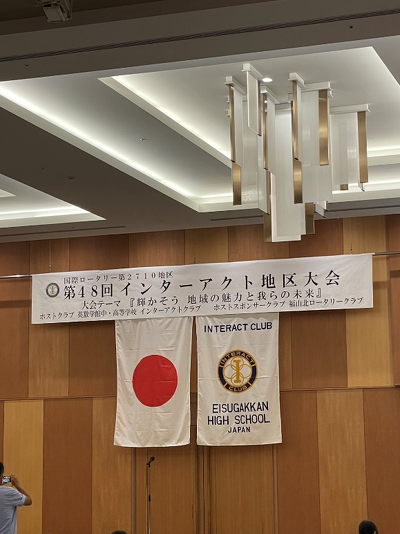 国際ロータリー第2710地区
第48回インターアクト地区大会
大会テーマ 『輝かそう 地域の魅力と我らの未来』
ホストクラブ 英数学館中・高等学校 インターアクトクラブ ホストスポンサークラブ 福山北ロータリークラブ
INTERACT CLUB
INTERACT
CLUB
EISUGAKKAN
HIGH SCHOOL
JAPAN